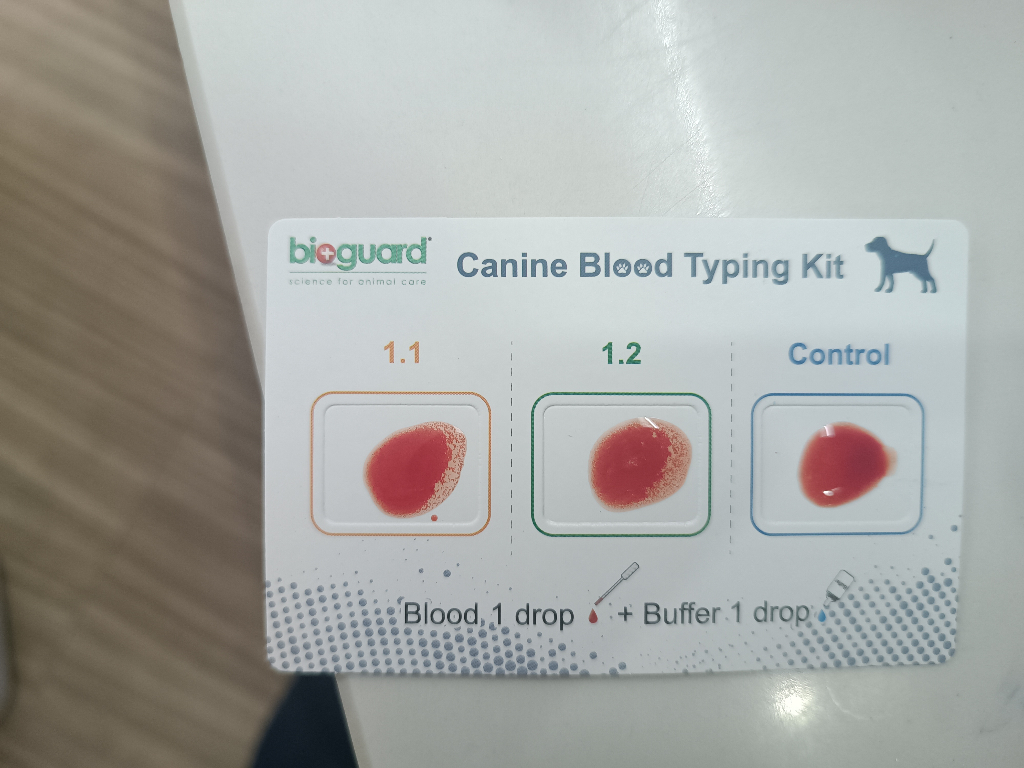 bioguard
science for animal care
Canine Blood Typing Kit
1.1
1.2
Control
Blood 1 drop + Buffer 1 drop